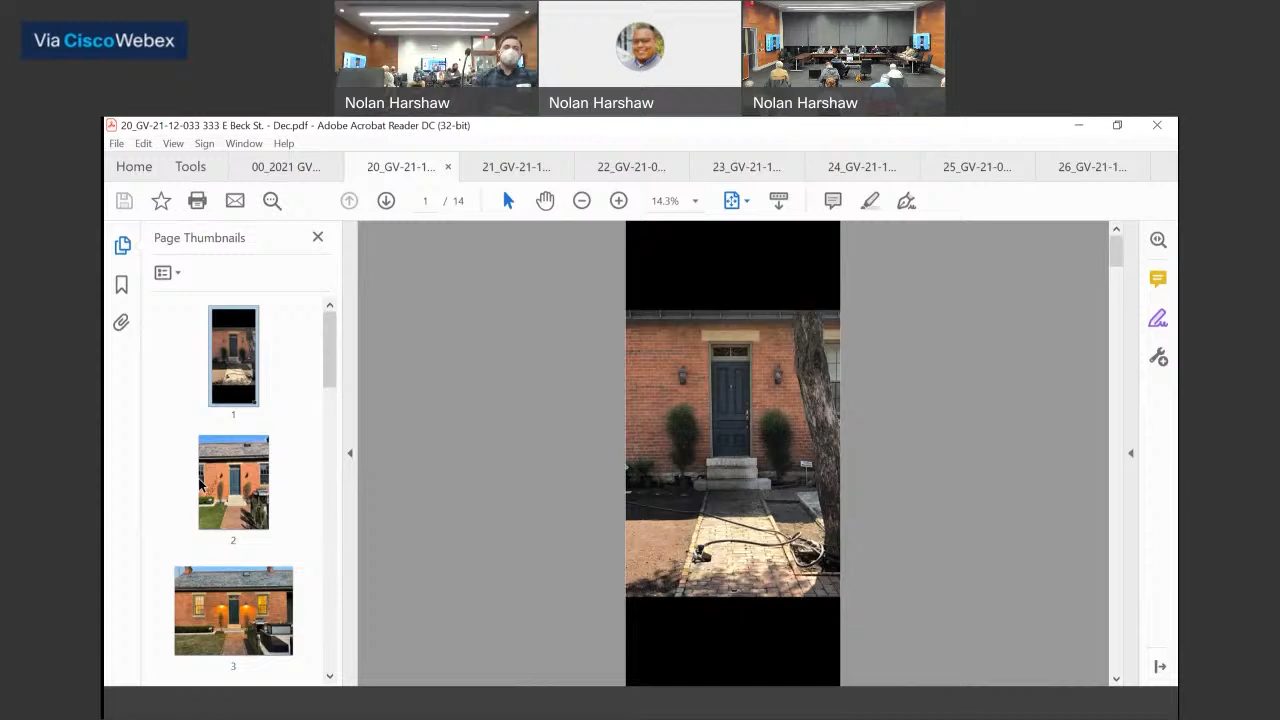 Via Cisco Webex
Nolan Harshaw
Nolan Harshaw
Nolan Harshaw
20_GV-21-12-033 333 E Beck St. - Dec.pdf - Adobe Acrobat Reader DC (32-bit)
File Edit View Sign Window Help
Home Tools 00_2021 GV... 20_GV-21-1... × 21_GV-21-1... 22_GV-21-0... 23_GV-21-1... 24_GV-21-1... 25_GV-21-0... 26_GV-21-1...
1 / 14 14.3%
Page Thumbnails
1
2
3